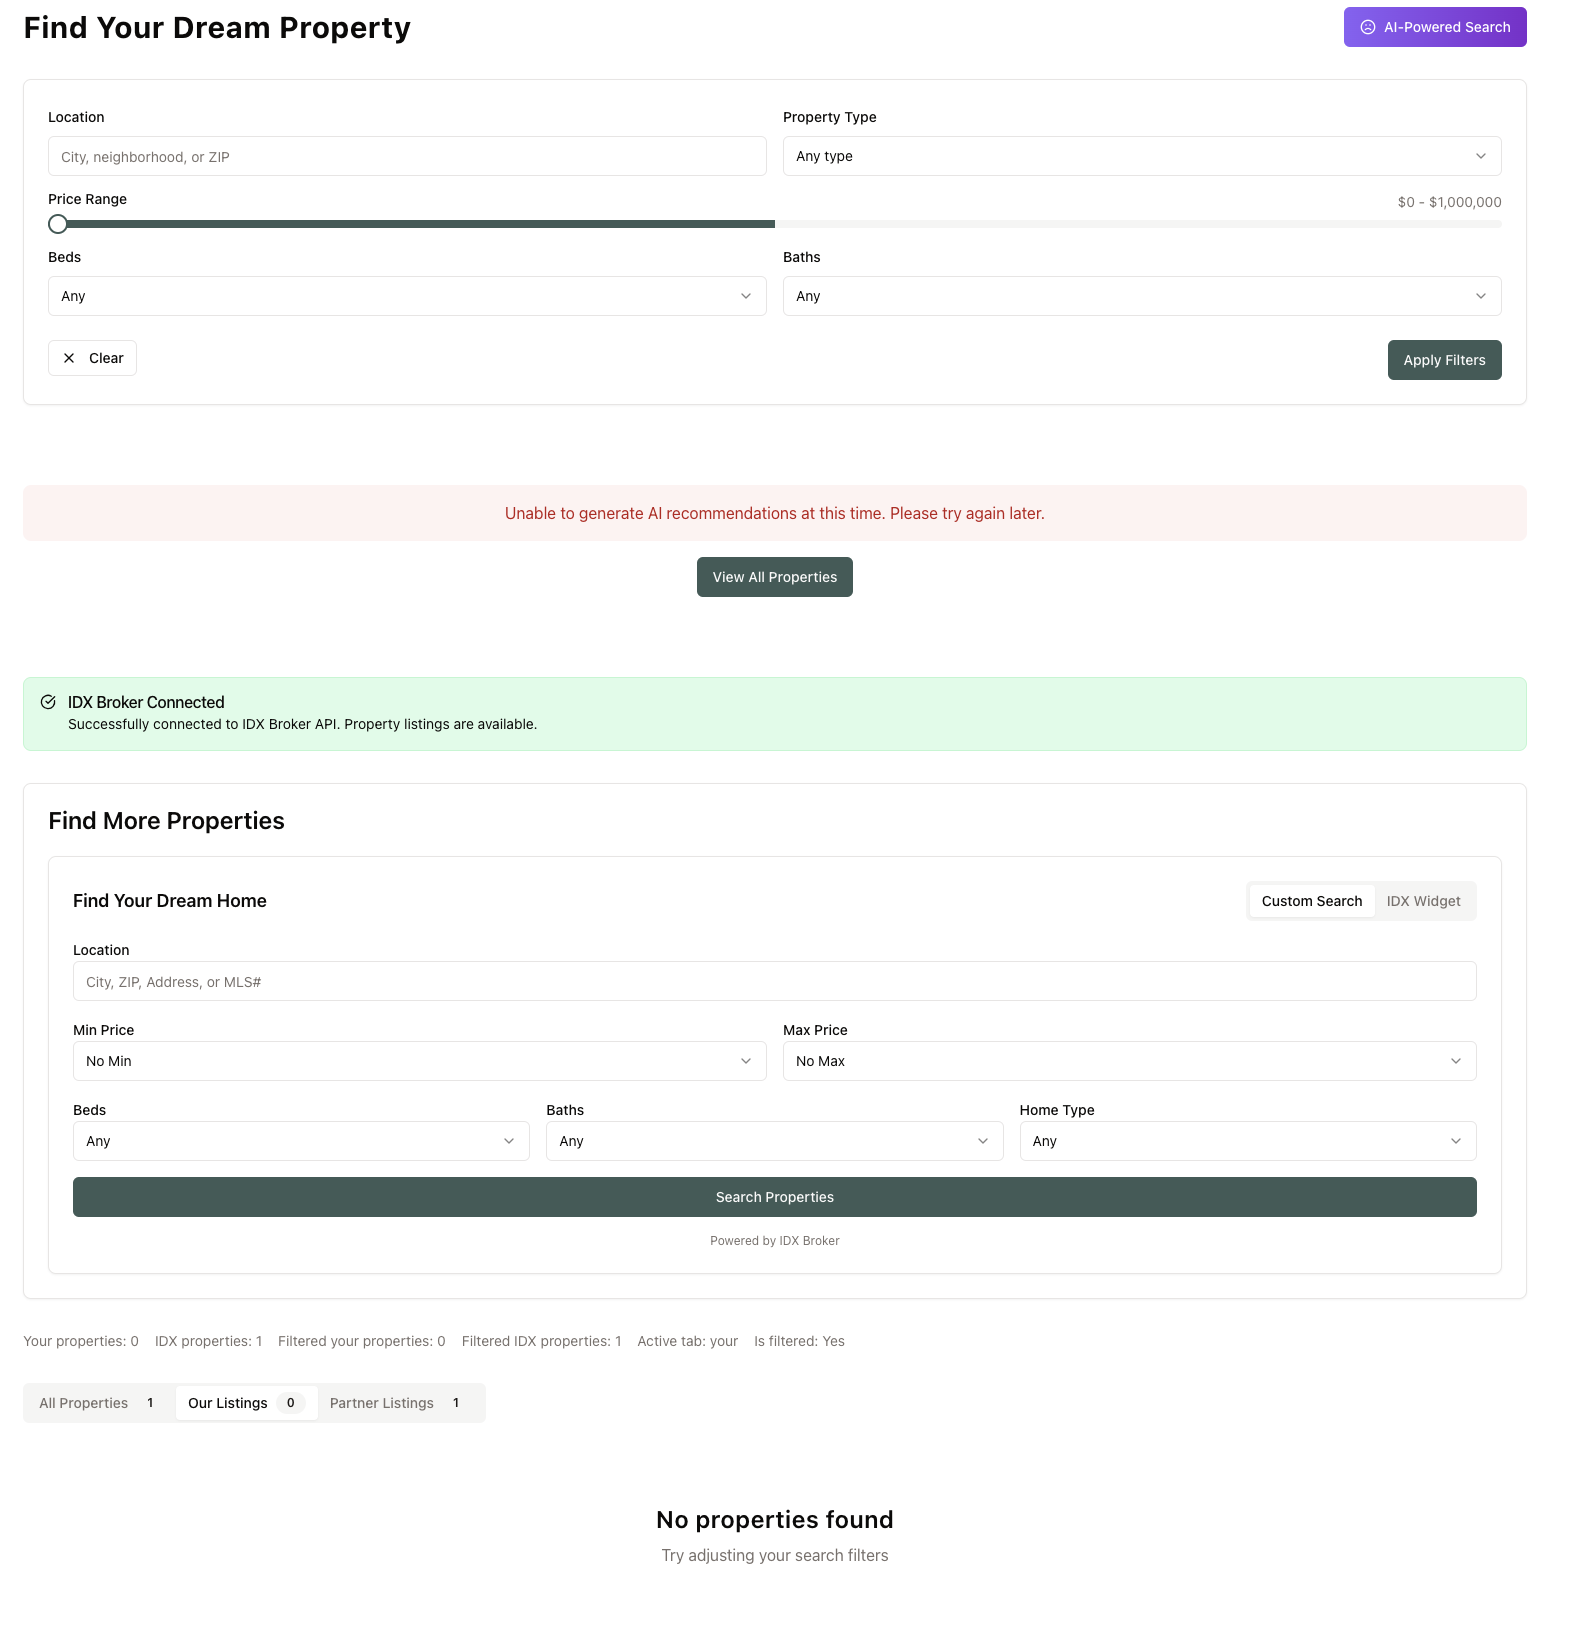 Find Your Dream Property
AI-Powered Search
Location
Property Type
City, neighborhood, or ZIP
Any type
Price Range
$0 - $1,000,000
Beds
Baths
Any
Any
Clear
Apply Filters
Unable to generate AI recommendations at this time. Please try again later.
View All Properties
IDX Broker Connected
Successfully connected to IDX Broker API. Property listings are available.
Find More Properties
Find Your Dream Home
Custom Search
IDX Widget
Location
City, ZIP, Address, or MLS#
Min Price
Max Price
No Min
No Max
Beds
Baths
Home Type
Any
Any
Any
Search Properties
Powered by IDX Broker
Your properties: 0 IDX properties: 1 Filtered your properties: 0 Filtered IDX properties: 1 Active tab: your Is filtered: Yes
All Properties 1 Our Listings 0 Partner Listings 1
No properties found
Try adjusting your search filters